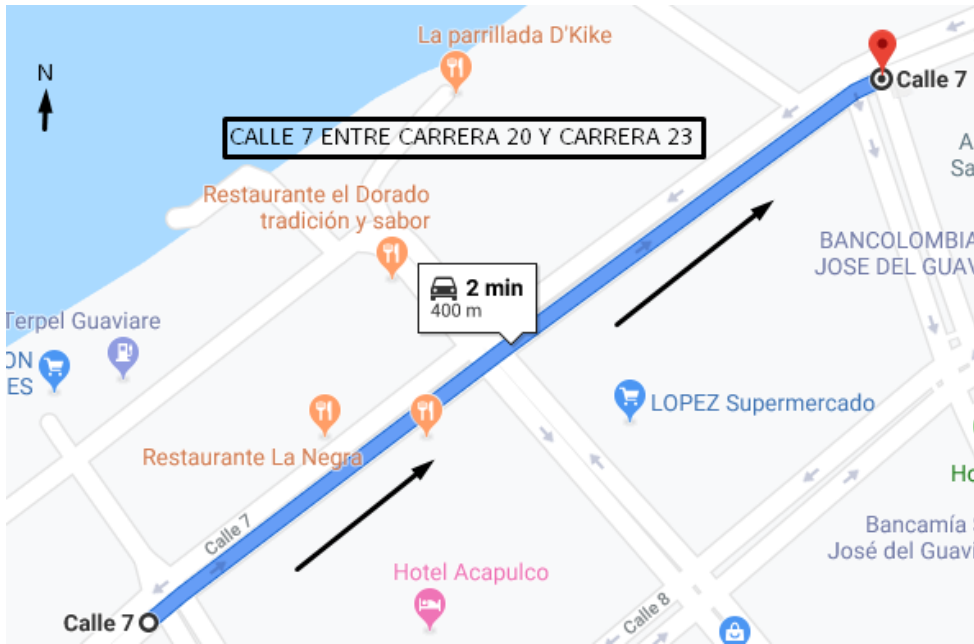 La parrillada D'Kike
N
Calle 7
CALLE 7 ENTRE CARRERA 20 Y CARRERA 23
Restaurante el Dorado
tradición y sabor
BANCOLOMBIA
JOSE DEL GUAV
2 min
400 m
Terpel Guaviare
ES
LOPEZ Supermercado
Restaurante La Negra
Calle 7
Bancamía
José del Guavi
Hotel Acapulco
Calle 8
Calle 7